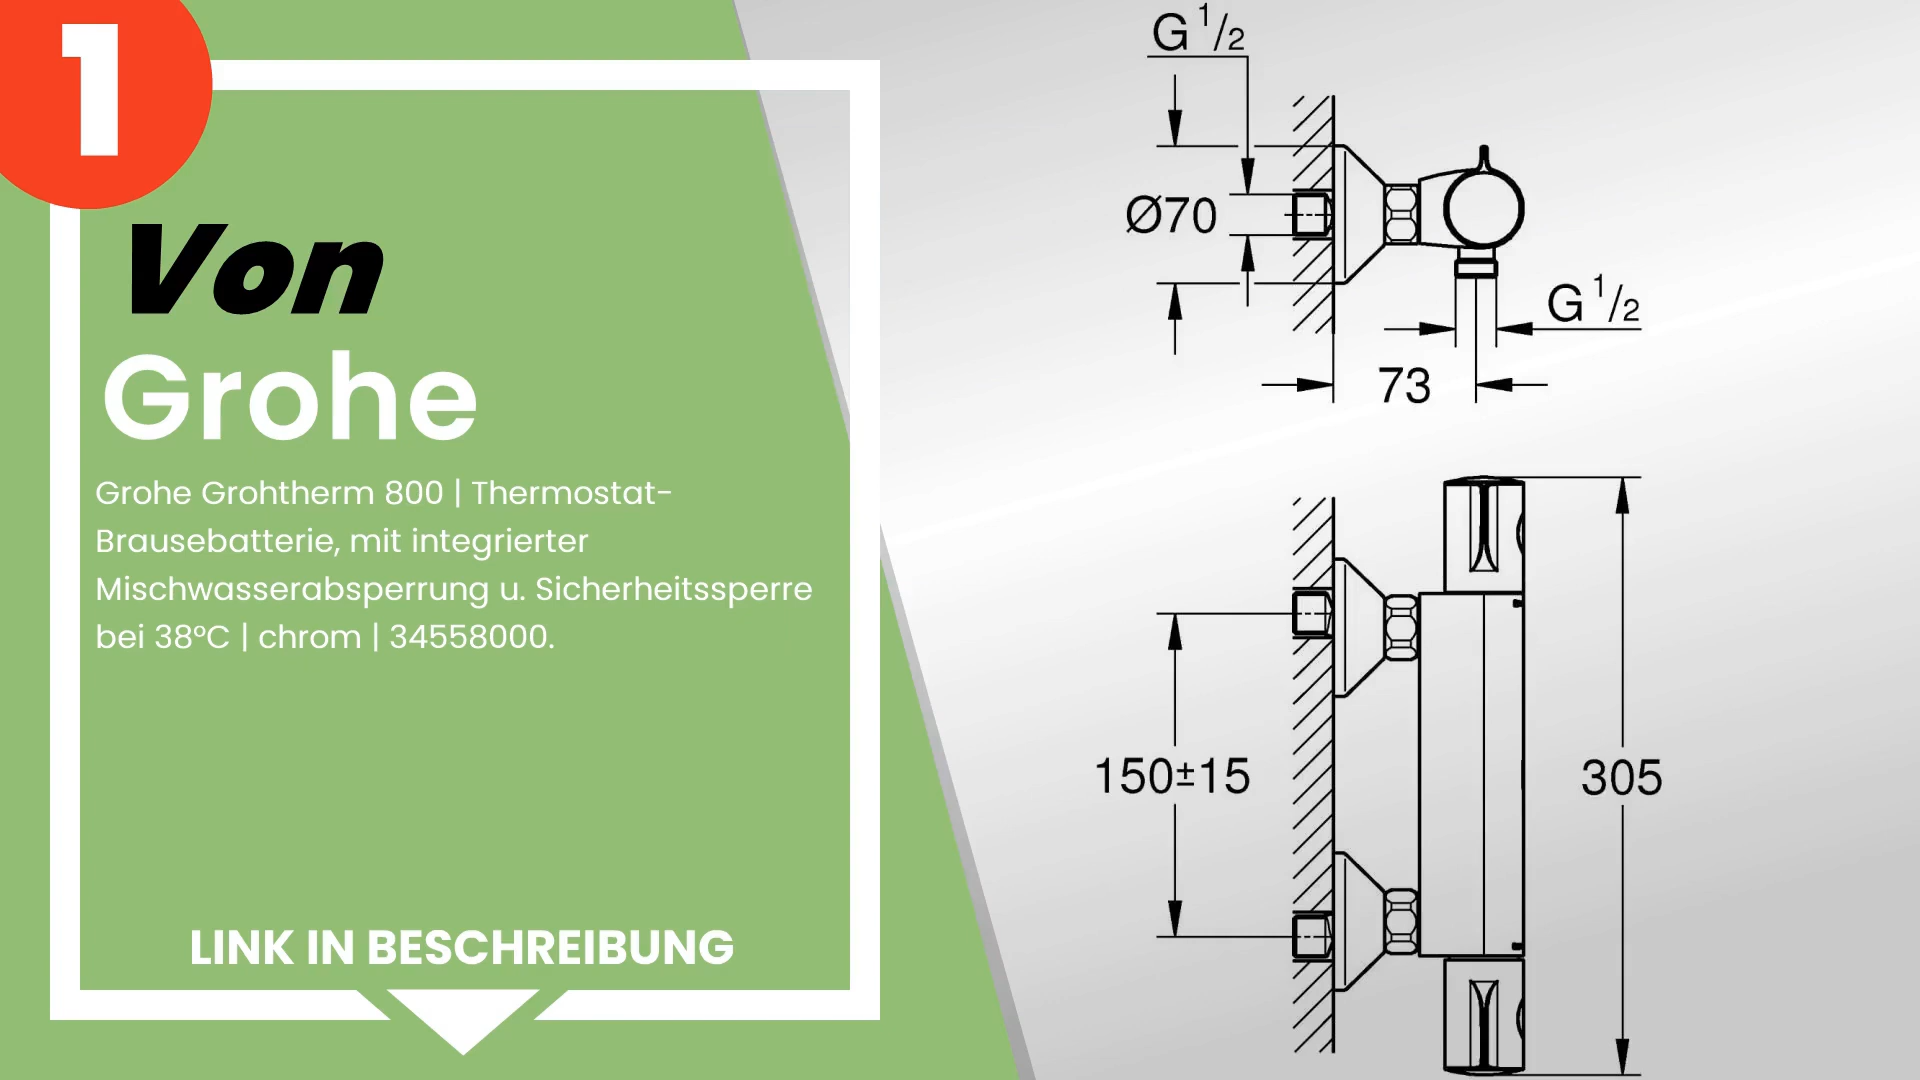 1
Von
Grohe
Grohe Grohtherm 800 | Thermostat-
Brausebatterie, mit integrierter
Mischwasserabsperrung u. Sicherheitssperre
bei 38°C | chrom | 34558000.
LINK IN BESCHREIBUNG
G 1/2
Ø70
G 1/2
73
150±15
305